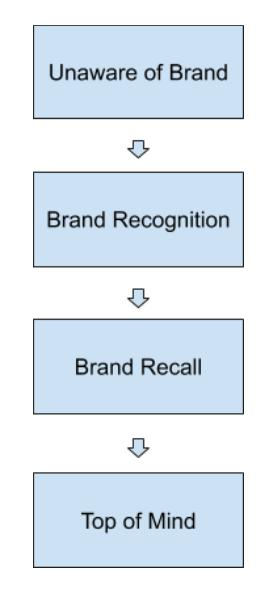 Unaware of Brand
Brand Recognition
Brand Recall
Top of Mind